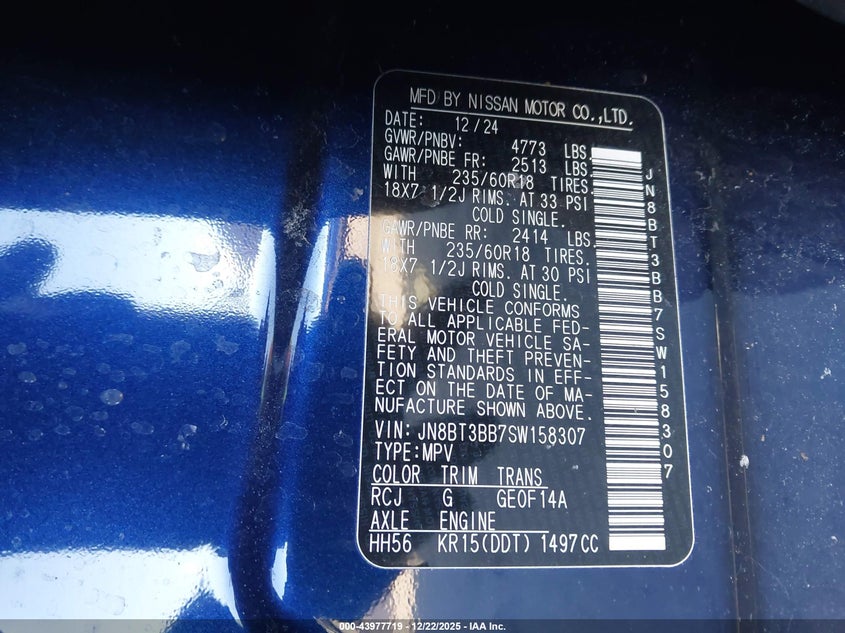 MFD BY NISSAN MOTOR CO.,LTD.
DATE: 12/24
GVWR/PNBV: 4773 LBS.
GAWR/PNBE FR: 2513 LBS.
WITH 235/60R18 TIRES.
18X7 1/2J RIMS. AT 33 PSI
COLD SINGLE.
GAWR/PNBE RR: 2414 LBS.
WITH 235/60R18 TIRES.
18X7 1/2J RIMS. AT 30 PSI
COLD SINGLE.
THIS VEHICLE CONFORMS
TO ALL APPLICABLE FED-
ERAL MOTOR VEHICLE SA-
FETY AND THEFT PREVEN-
TION STANDARDS IN EFF-
ECT ON THE DATE OF MA-
NUFACTURE SHOWN ABOVE.
VIN: JN8BT3BB7SW158307
TYPE:MPV
COLOR TRIM TRANS
RCJ G GE0F14A
AXLE ENGINE
HH56 KR15(DDT) 1497CC
JN8BT3BB7SW158307
000-43977719 - 12/22/2025 - IAA Inc.